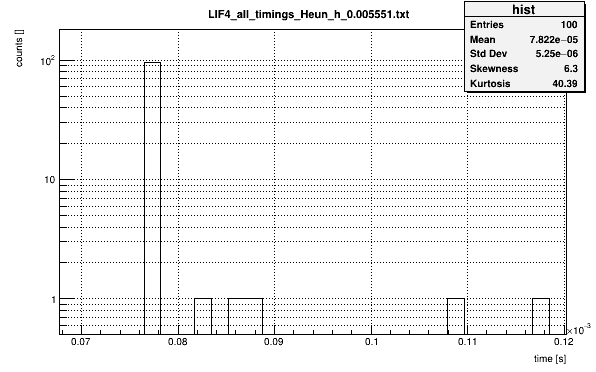 LIF4_all_timings_Heun_h_0.005551.txt
hist
Entries 100
Mean 7.822e−05
Std Dev 5.25e−06
Skewness 6.3
Kurtosis 40.39
counts []
10²
10
1
0.07 0.08 0.09 0.1 0.11 0.12
×10⁻³
time [s]